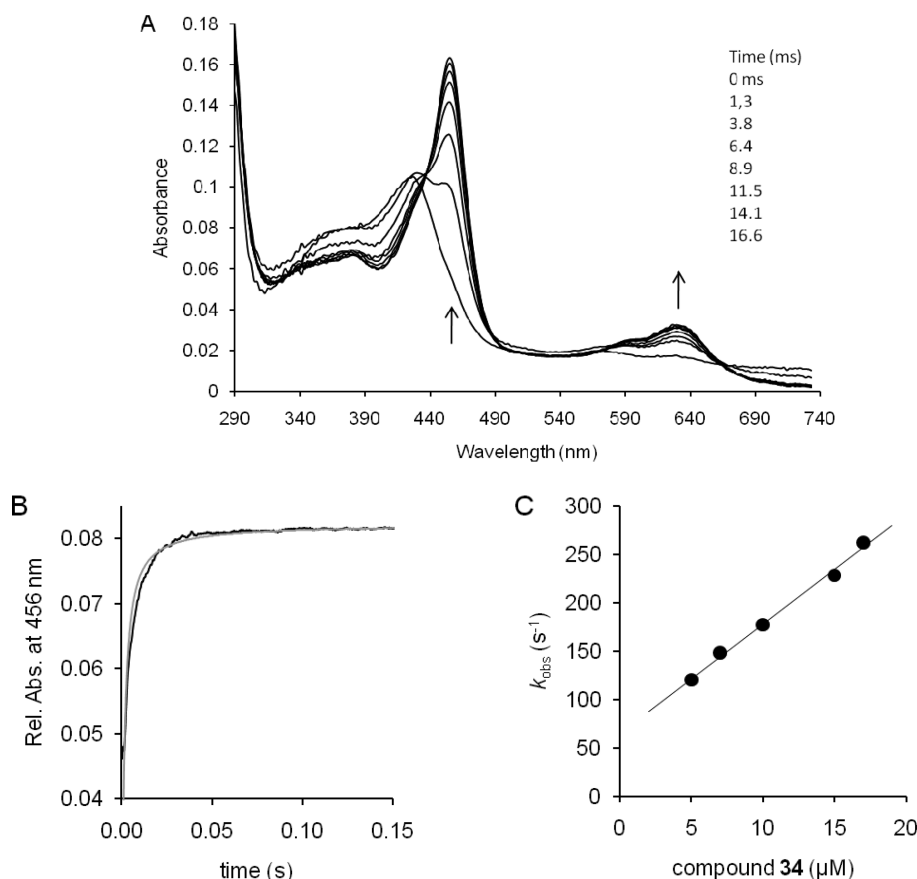 A
0.18
0.16
0.14
0.12
0.1
0.08
0.06
0.04
0.02
0
Absorbance
290 340 390 440 490 540 590 640 690 740
Wavelength (nm)
Time (ms)
0 ms
1,3
3.8
6.4
8.9
11.5
14.1
16.6
B
0.08
0.07
0.06
0.05
0.04
Rel. Abs. at 456 nm
0.00 0.05 0.10 0.15
time (s)
C
300
250
200
150
100
50
0
kobs (s-1)
0 5 10 15 20
compound 34 (µM)